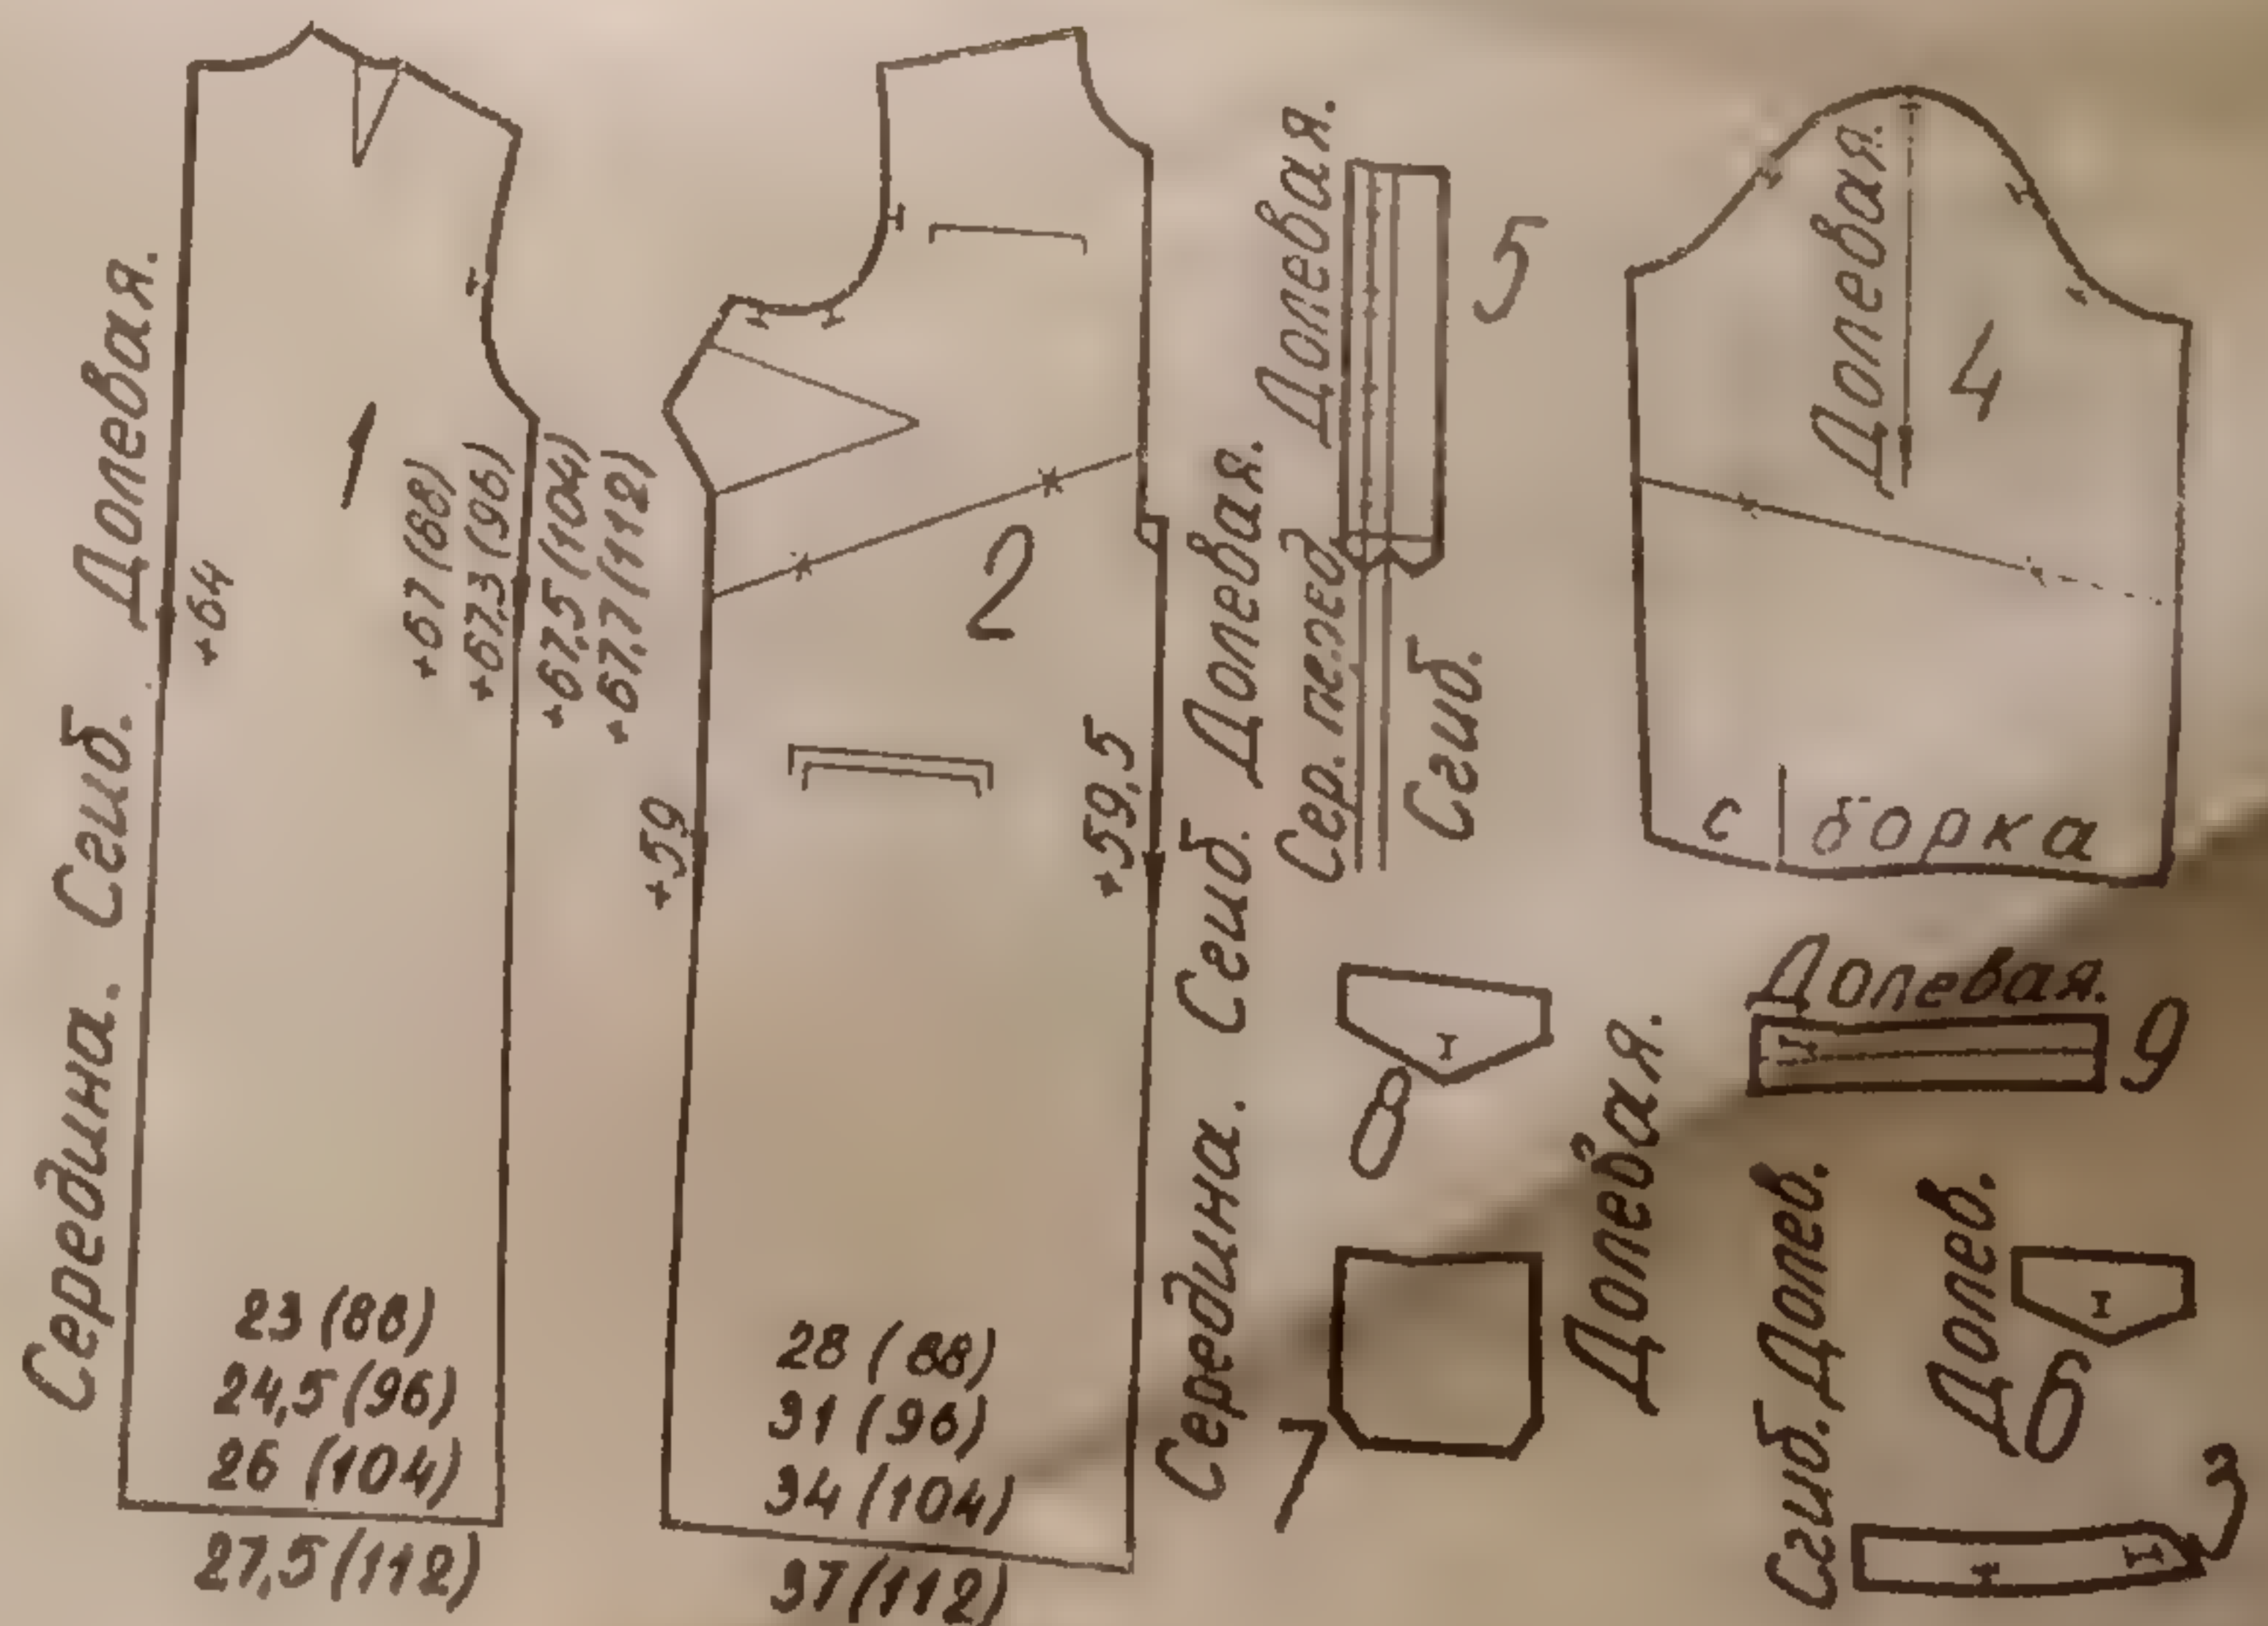 Середина. Сгиб. Долевая.
+64
1
+67 (88)
+67,3 (96)
+67,5 (104)
+67,7 (112)
23 (88)
24,5 (96)
26 (104)
27,5 (112)
2
+59
+59,5
28 (88)
31 (96)
34 (104)
37 (112)
Середина. Сгиб. Долевая.
Долевая.
5
Сер. перед
Сгиб.
Долевая.
4
сборка
8
7
Долевая.
Долевая.
9
Долев.
6
Сгиб. Долев.
3